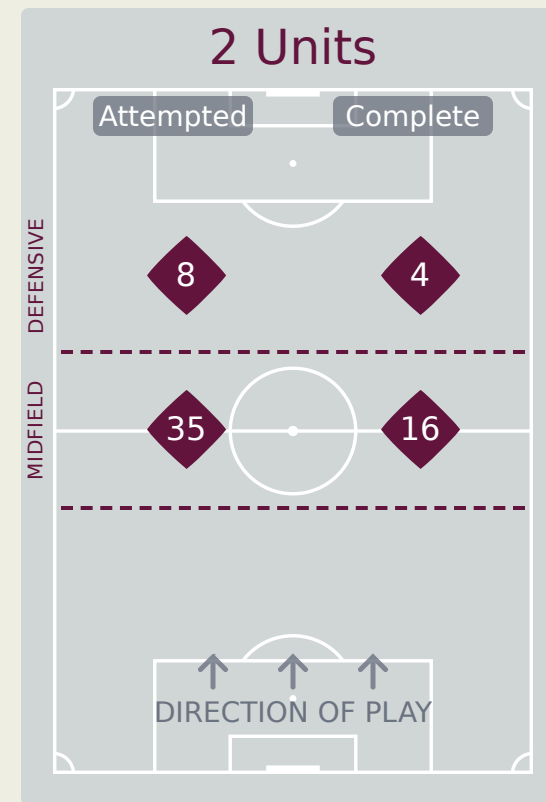 2 Units
Attempted Complete
DEFENSIVE
8 4
MIDFIELD
35 16
DIRECTION OF PLAY